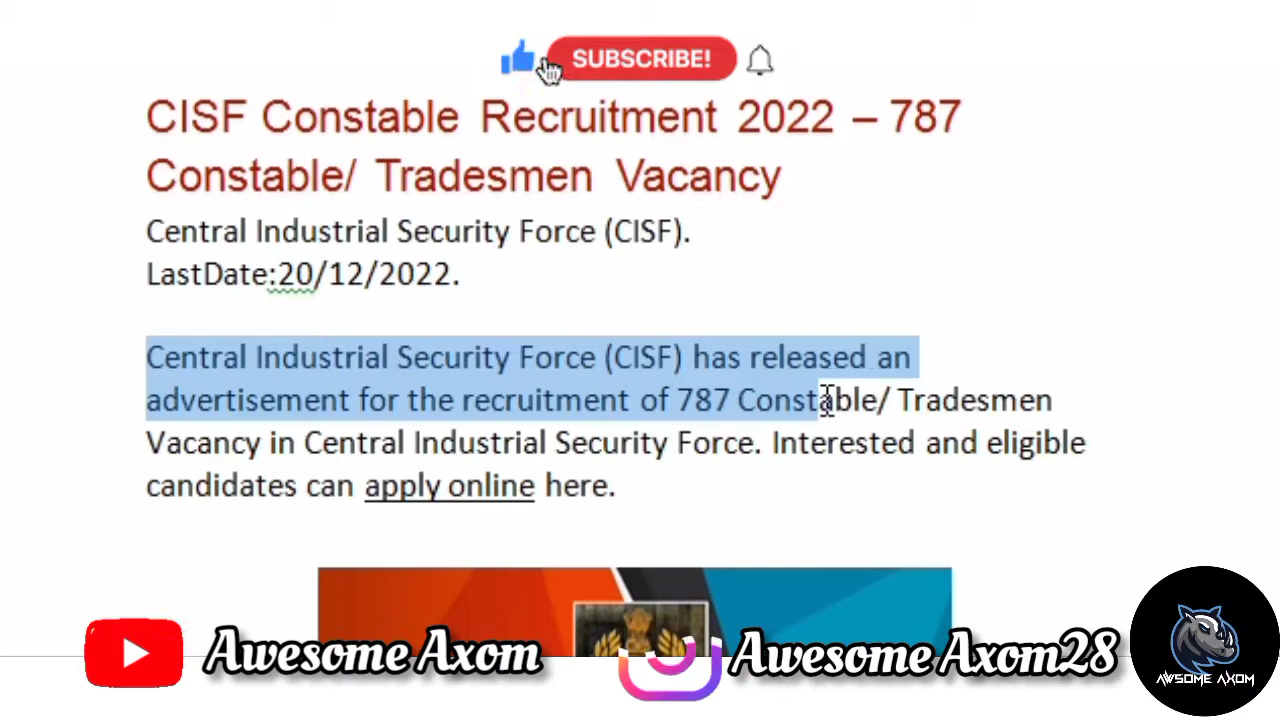 SUBSCRIBE!
CISF Constable Recruitment 2022 – 787
Constable/ Tradesmen Vacancy
Central Industrial Security Force (CISF).
LastDate:20/12/2022.
Central Industrial Security Force (CISF) has released an
advertisement for the recruitment of 787 Constable/ Tradesmen
Vacancy in Central Industrial Security Force. Interested and eligible
candidates can apply online here.
Awesome Axom
Awesome Axom28
AWSOME AXOM